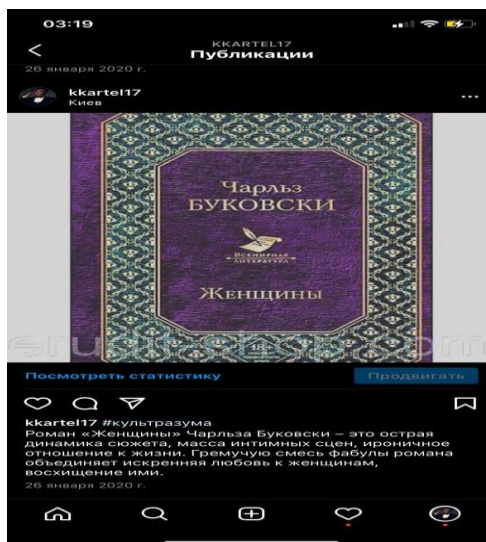 03:19
KKARTEL17
Публикации
26 января 2020 г.
kkartel17
Киев
Чарльз
БУКОВСКИ
ВСЕМИРНАЯ
ЛИТЕРАТУРА
Женщины
18+
Посмотреть статистику
Продвигать
kkartel17 #культразума
Роман «Женщины» Чарльза Буковски – это острая
динамика сюжета, масса интимных сцен, ироничное
отношение к жизни. Гремучую смесь фабулы романа
объединяет искренняя любовь к женщинам,
восхищение ими.
26 января 2020 г.